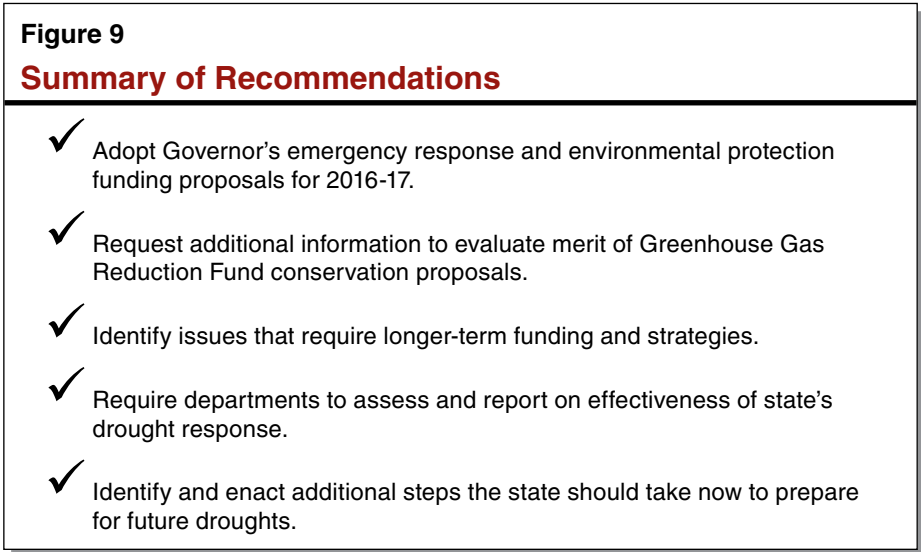 Figure 9
Summary of Recommendations
Adopt Governor’s emergency response and environmental protection
funding proposals for 2016-17.
Request additional information to evaluate merit of Greenhouse Gas
Reduction Fund conservation proposals.
Identify issues that require longer-term funding and strategies.
Require departments to assess and report on effectiveness of state’s
drought response.
Identify and enact additional steps the state should take now to prepare
for future droughts.